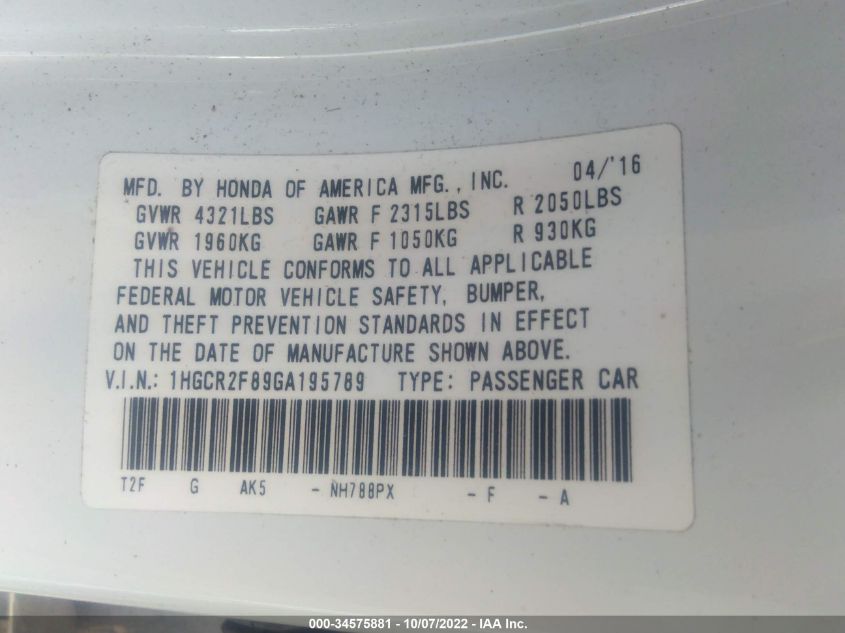 MFD. BY HONDA OF AMERICA MFG., INC. 04/'16
GVWR 4321LBS GAWR F 2315LBS R 2050LBS
GVWR 1960KG GAWR F 1050KG R 930KG
THIS VEHICLE CONFORMS TO ALL APPLICABLE
FEDERAL MOTOR VEHICLE SAFETY, BUMPER,
AND THEFT PREVENTION STANDARDS IN EFFECT
ON THE DATE OF MANUFACTURE SHOWN ABOVE.
V.I.N.: 1HGCR2F89GA195789 TYPE: PASSENGER CAR
T2F G AK5 - NH788PX - F - A
000-34575881 - 10/07/2022 - IAA Inc.